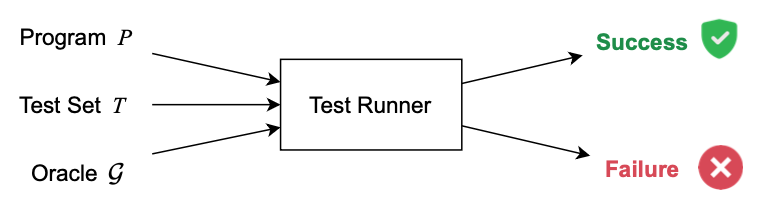 Program P
Test Set T
Oracle 𝒢
Test Runner
Success
Failure